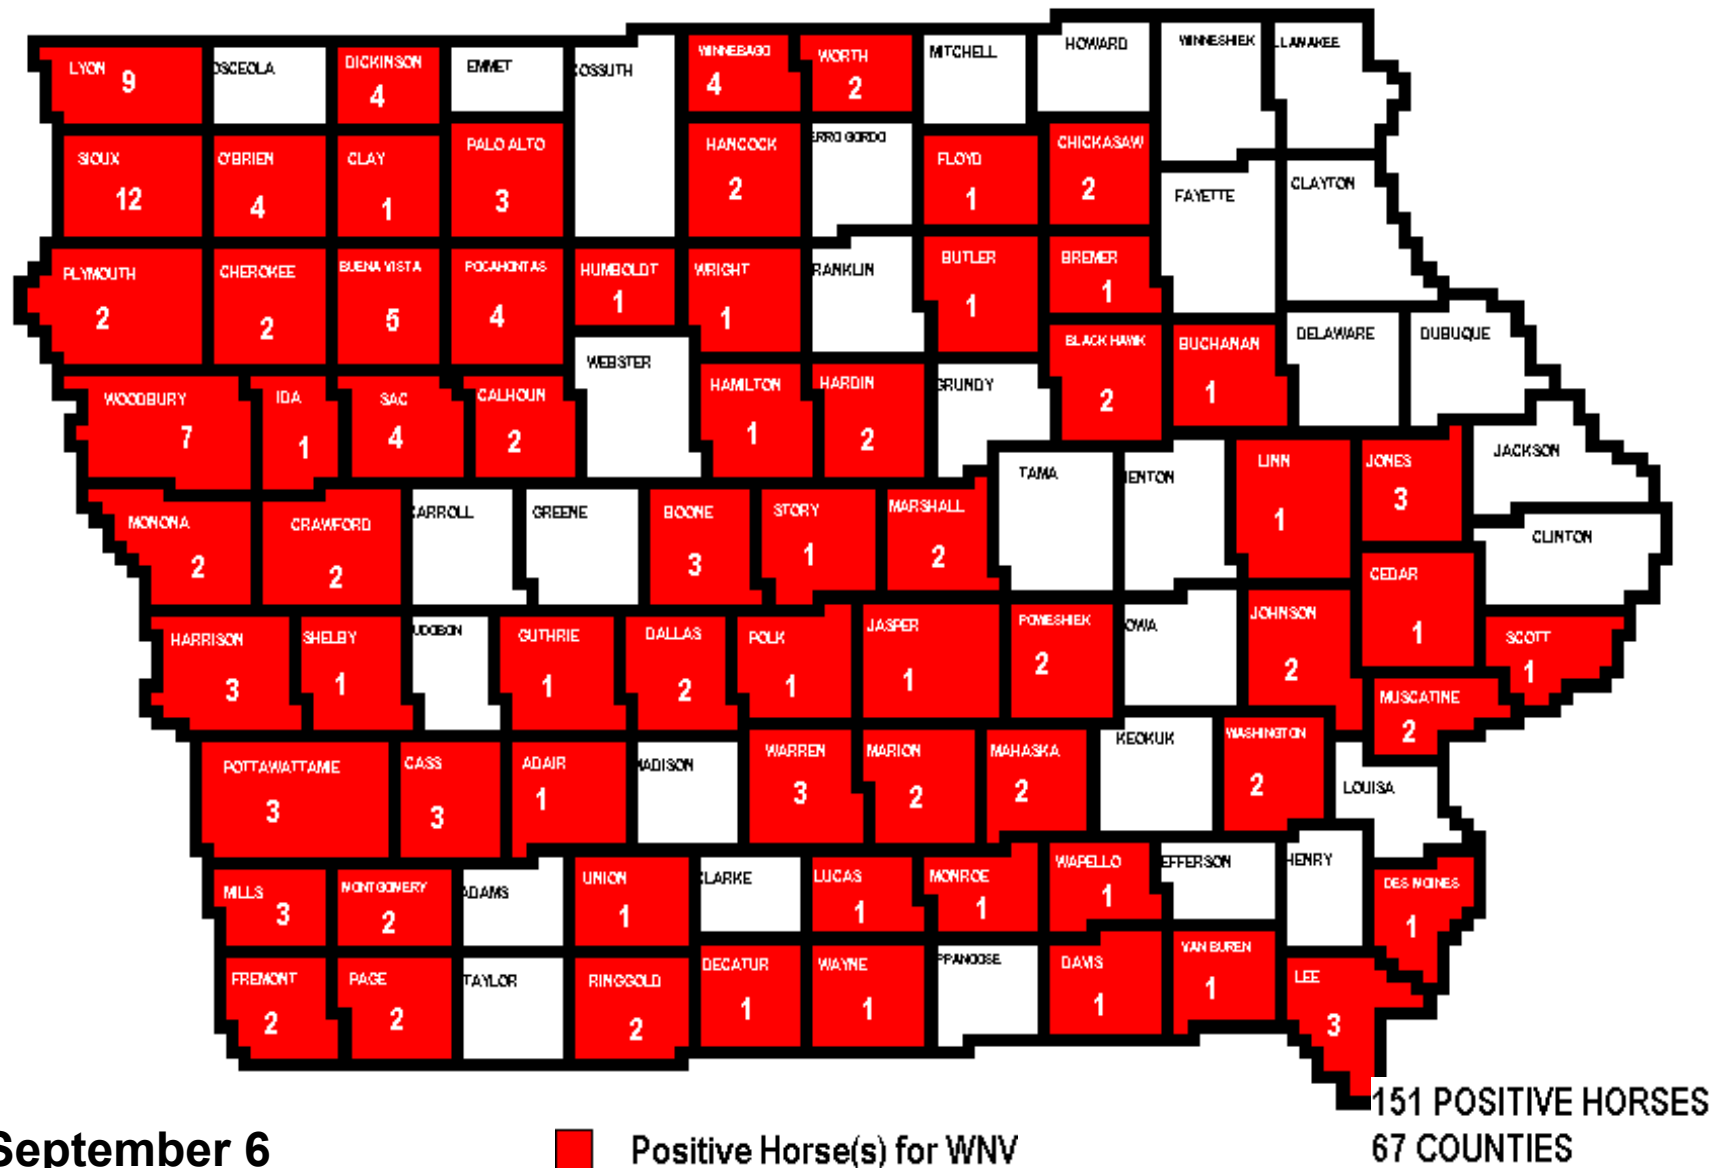 LYON 9
OSCEOLA
DICKINSON 4
EMMET
KOSSUTH
WINNEBAGO 4
WORTH 2
MITCHELL
HOWARD
WINNESHIEK
LLAMAKEE
SIOUX 12
O'BRIEN 4
CLAY 1
PALO ALTO 3
HANCOCK 2
ERRO GORDO
FLOYD 1
CHICKASAW 2
FAYETTE
CLAYTON
PLYMOUTH 2
CHEROKEE 2
BUENA VISTA 5
POCAHONTAS 4
HUMBOLDT 1
WRIGHT 1
RANKLIN
BUTLER 1
BREMER 1
WEBSTER
BLACK HAWK 2
BUCHANAN 1
DELAWARE
DUBUQUE
WOODBURY 7
IDA 1
SAC 4
CALHOUN 2
HAMILTON 1
HARDIN 2
GRUNDY
TAMA
ENTON
LINN 1
JONES 3
JACKSON
MONONA 2
CRAWFORD 2
CARROLL
GREENE
BOONE 3
STORY 1
MARSHALL 2
CLINTON
CEDAR 1
HARRISON 3
SHELBY 1
UDOBON
GUTHRIE 1
DALLAS 2
POLK 1
JASPER 1
POWESHIEK 2
OWA
JOHNSON 2
SCOTT 1
MUSCATINE 2
POTTAWATTAMIE 3
CASS 3
ADAIR 1
MADISON
WARREN 3
MARION 2
MAHASKA 2
KEOKUK
WASHINGTON 2
LOUISA
MILLS 3
MONTGOMERY 2
ADAMS
UNION 1
CLARKE
LUCAS 1
MONROE 1
WAPELLO 1
EFFERSON
HENRY
DES MOINES 1
FREMONT 2
PAGE 2
TAYLOR
RINGGOLD 2
DECATUR 1
WAYNE 1
PPANOOSE
DAVIS 1
VAN BUREN 1
LEE 3
151 POSITIVE HORSES
67 COUNTIES
September 6
Positive Horse(s) for WNV